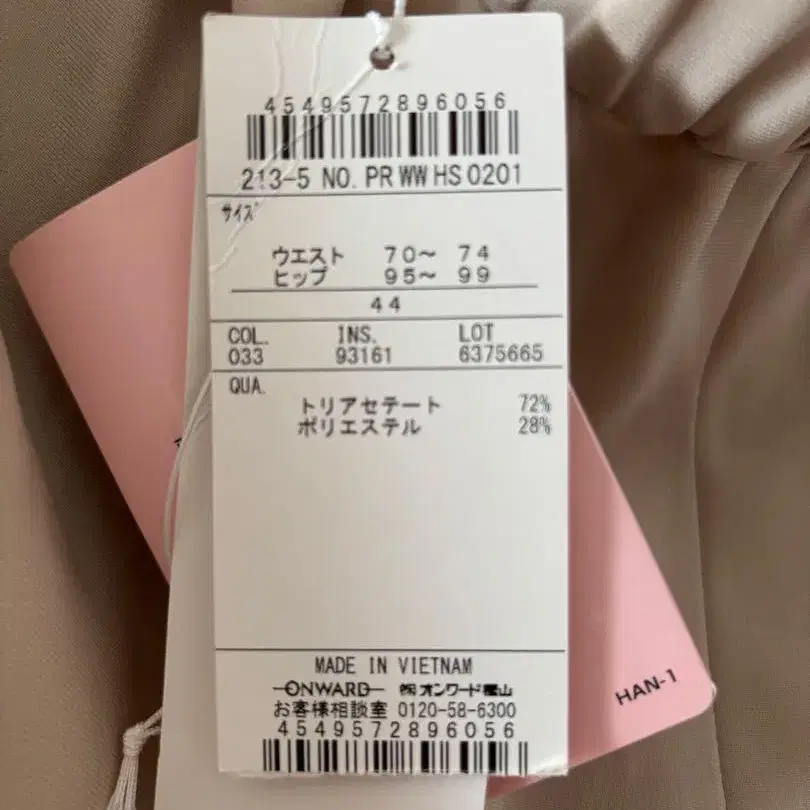 4549572896056
213-5 NO. PR WW HS 0201
サイズ
ウエスト 70〜 74
ヒップ 95〜 99
44
COL. INS. LOT
033 93161 6375665
QUA.
トリアセテート 72%
ポリエステル 28%
MADE IN VIETNAM
ONWARD ㈱オンワード樫山
お客様相談室 0120-58-6300
4549572896056
HAN-1